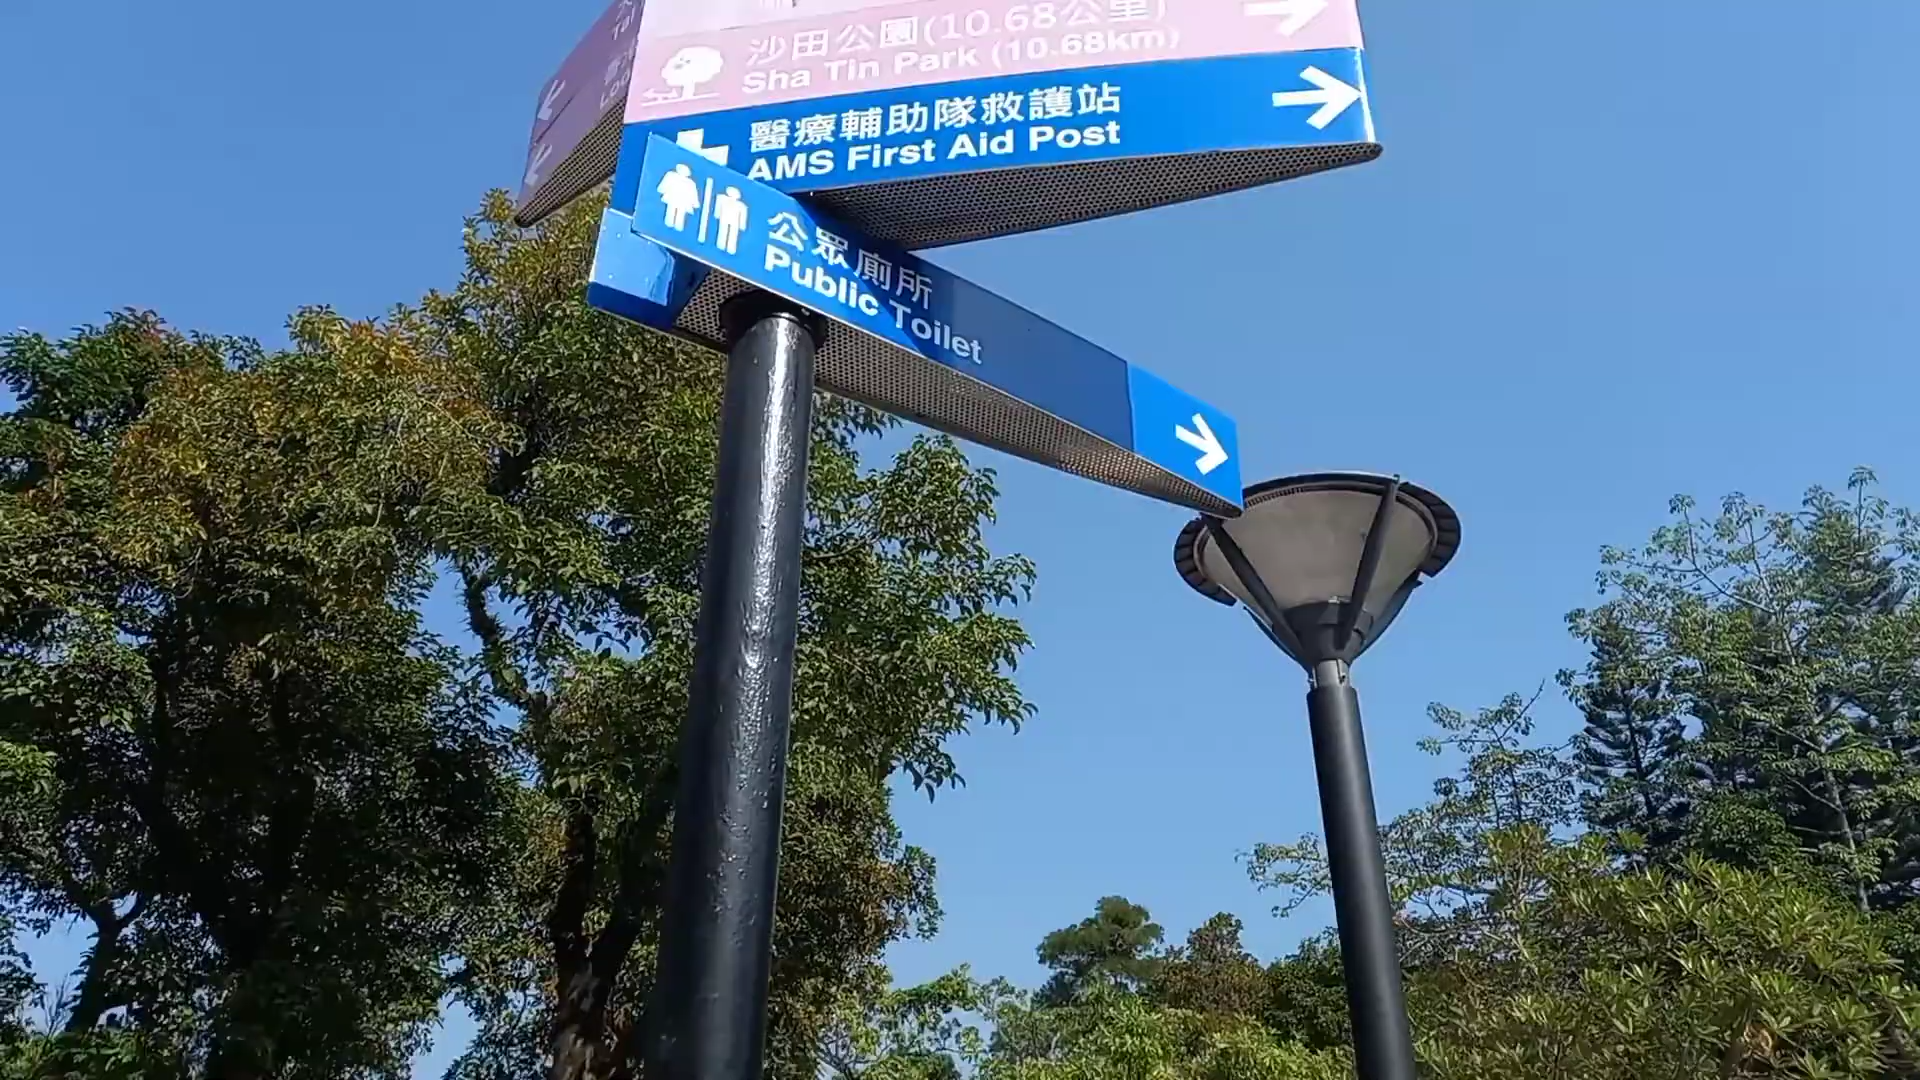 沙田公園(10.68公里)
Sha Tin Park (10.68km)
醫療輔助隊救護站
AMS First Aid Post
公眾廁所
Public Toilet